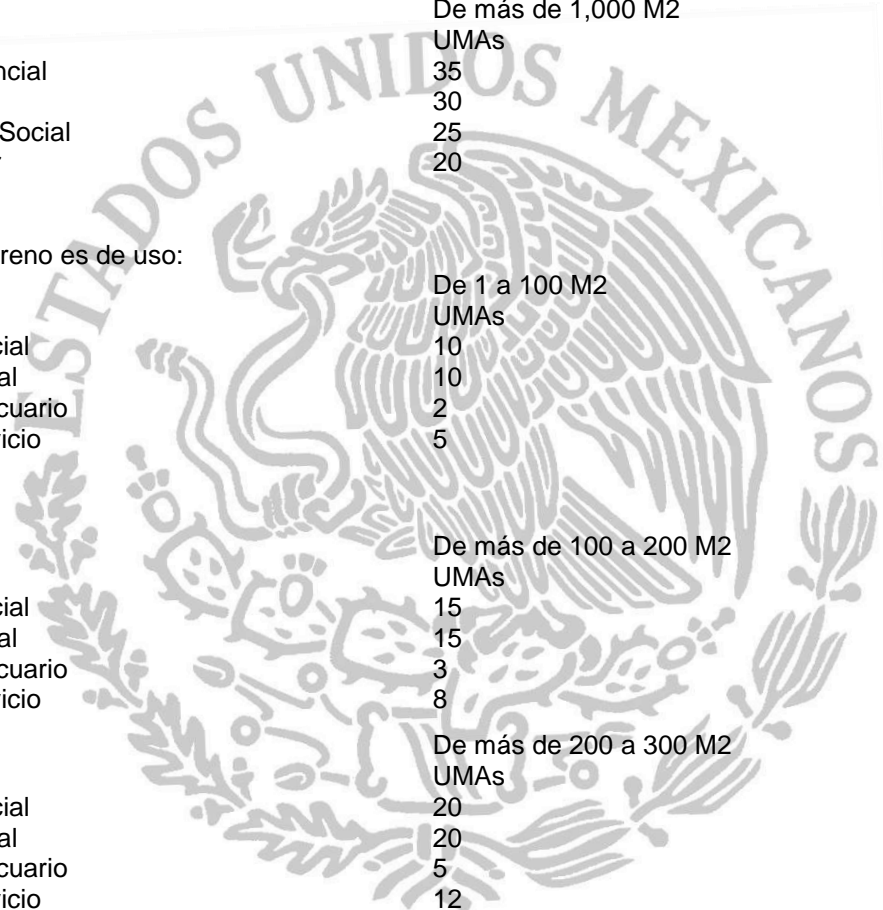 De más de 1,000 M2
UMAs
ncial 35
30
Social 25
20
reno es de uso:
De 1 a 100 M2
UMAs
cial 10
al 10
cuario 2
icio 5
De más de 100 a 200 M2
UMAs
cial 15
al 15
cuario 3
icio 8
De más de 200 a 300 M2
UMAs
cial 20
al 20
cuario 5
icio 12
ESTADOS UNIDOS MEXICANOS